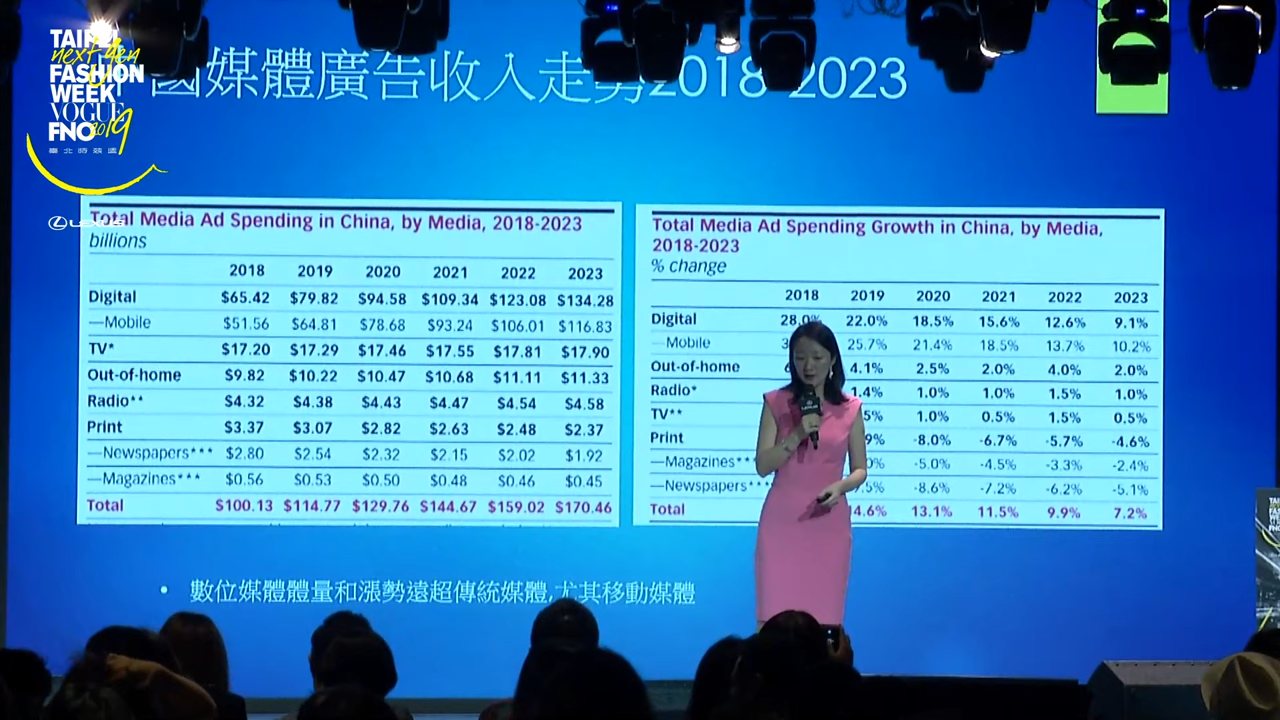 TAIPEI
next gen
FASHION
WEEK
VOGUE
FNO 2019
臺北時裝週
LEXUS
國媒體廣告收入走勢2018-2023
Total Media Ad Spending in China, by Media, 2018-2023
billions
2018 2019 2020 2021 2022 2023
Digital $65.42 $79.82 $94.58 $109.34 $123.08 $134.28
—Mobile $51.56 $64.81 $78.68 $93.24 $106.01 $116.83
TV* $17.20 $17.29 $17.46 $17.55 $17.81 $17.90
Out-of-home $9.82 $10.22 $10.47 $10.68 $11.11 $11.33
Radio** $4.32 $4.38 $4.43 $4.47 $4.54 $4.58
Print $3.37 $3.07 $2.82 $2.63 $2.48 $2.37
—Newspapers*** $2.80 $2.54 $2.32 $2.15 $2.02 $1.92
—Magazines*** $0.56 $0.53 $0.50 $0.48 $0.46 $0.45
Total $100.13 $114.77 $129.76 $144.67 $159.02 $170.46
Total Media Ad Spending Growth in China, by Media,
2018-2023
% change
2018 2019 2020 2021 2022 2023
Digital 28.0% 22.0% 18.5% 15.6% 12.6% 9.1%
—Mobile 25.7% 21.4% 18.5% 13.7% 10.2%
Out-of-home 4.1% 2.5% 2.0% 4.0% 2.0%
Radio* 1.4% 1.0% 1.0% 1.5% 1.0%
TV** 5% 1.0% 0.5% 1.5% 0.5%
Print 9% -8.0% -6.7% -5.7% -4.6%
—Magazines*** 0% -5.0% -4.5% -3.3% -2.4%
—Newspapers*** .5% -8.6% -7.2% -6.2% -5.1%
Total 4.6% 13.1% 11.5% 9.9% 7.2%
• 數位媒體體量和漲勢遠超傳統媒體,尤其移動媒體